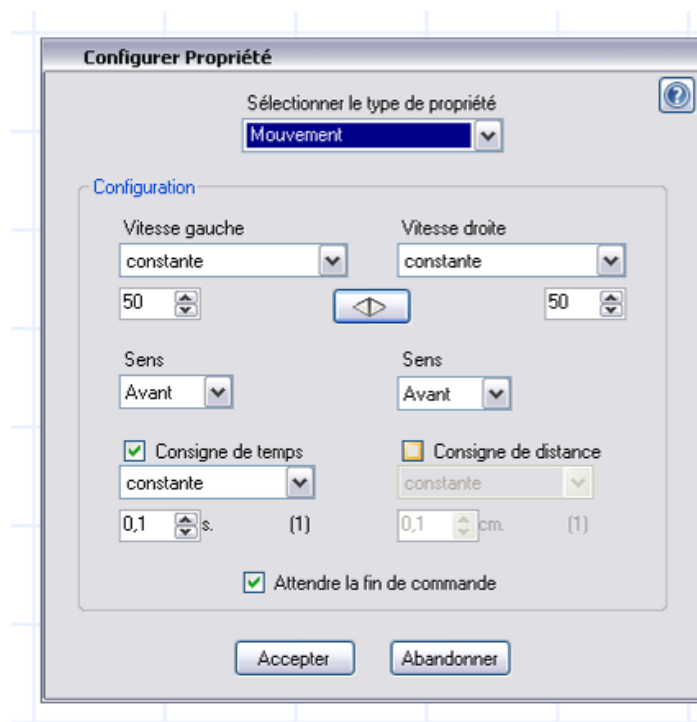 Configurer Propriété
?
Sélectionner le type de propriété
Mouvement
Configuration
Vitesse gauche Vitesse droite
constante constante
50 50
Sens Sens
Avant Avant
Consigne de temps Consigne de distance
constante constante
0,1 s. (1) 0,1 cm. (1)
Attendre la fin de commande
Accepter Abandonner